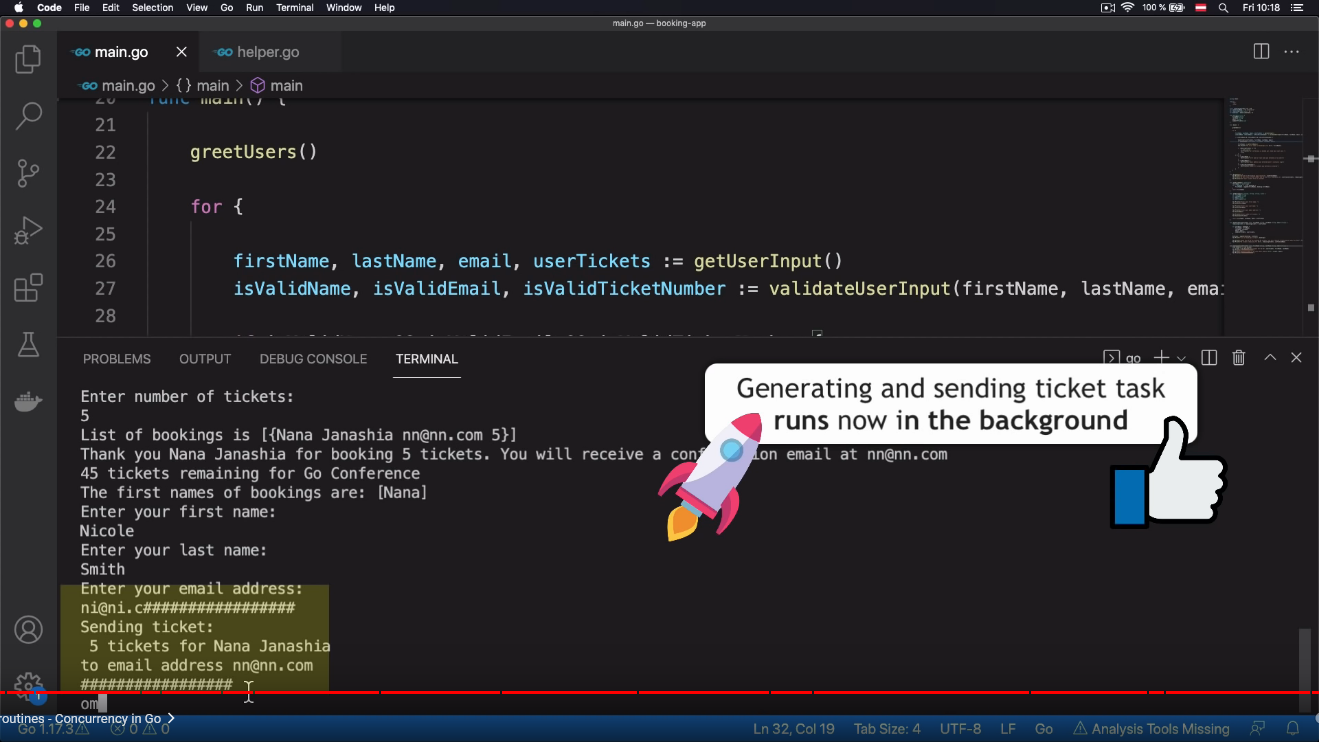 Code File Edit Selection View Go Run Terminal Window Help 100 % Fri 10:18
main.go — booking-app
GO main.go GO helper.go
GO main.go > {} main > main
20 func main() {
21
22 greetUsers()
23
24 for {
25
26 firstName, lastName, email, userTickets := getUserInput()
27 isValidName, isValidEmail, isValidTicketNumber := validateUserInput(firstName, lastName, emai
28
PROBLEMS OUTPUT DEBUG CONSOLE TERMINAL go
Generating and sending ticket task
runs now in the background
Enter number of tickets:
5
List of bookings is [{Nana Janashia nn@nn.com 5}]
Thank you Nana Janashia for booking 5 tickets. You will receive a conf ion email at nn@nn.com
45 tickets remaining for Go Conference
The first names of bookings are: [Nana]
Enter your first name:
Nicole
Enter your last name:
Smith
Enter your email address:
ni@ni.c#################
Sending ticket:
5 tickets for Nana Janashia
to email address nn@nn.com
#################
om
routines - Concurrency in Go >
Go 1.17.3 0 0 Ln 32, Col 19 Tab Size: 4 UTF-8 LF Go Analysis Tools Missing
1